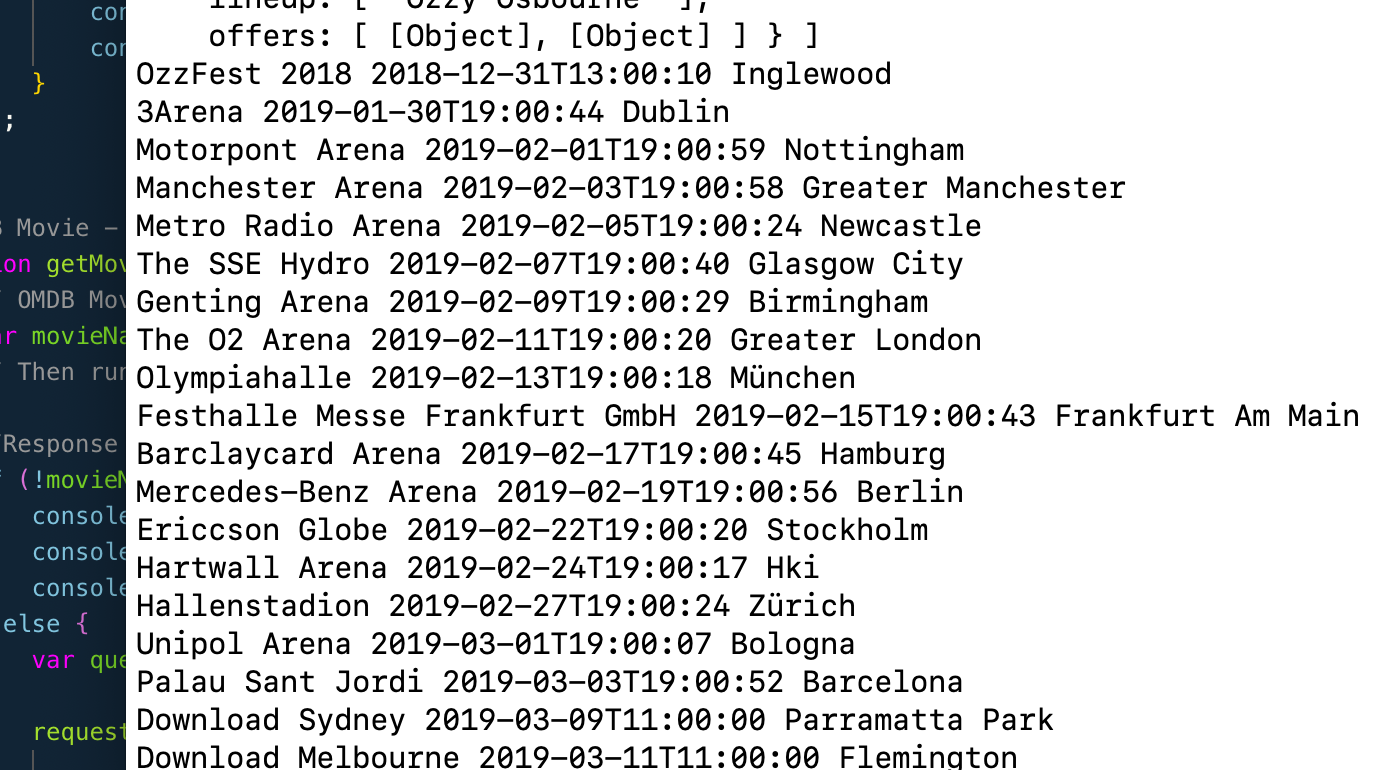 con
con
}
;
Movie –
ion getMov
OMDB Mov
ar movieNa
Then run
Response
(!movieN
console
console
console
else {
var que
request
lineup: [ 'Ozzy Osbourne' ],
offers: [ [Object], [Object] ] } ]
OzzFest 2018 2018-12-31T13:00:10 Inglewood
3Arena 2019-01-30T19:00:44 Dublin
Motorpont Arena 2019-02-01T19:00:59 Nottingham
Manchester Arena 2019-02-03T19:00:58 Greater Manchester
Metro Radio Arena 2019-02-05T19:00:24 Newcastle
The SSE Hydro 2019-02-07T19:00:40 Glasgow City
Genting Arena 2019-02-09T19:00:29 Birmingham
The O2 Arena 2019-02-11T19:00:20 Greater London
Olympiahalle 2019-02-13T19:00:18 München
Festhalle Messe Frankfurt GmbH 2019-02-15T19:00:43 Frankfurt Am Main
Barclaycard Arena 2019-02-17T19:00:45 Hamburg
Mercedes-Benz Arena 2019-02-19T19:00:56 Berlin
Ericcson Globe 2019-02-22T19:00:20 Stockholm
Hartwall Arena 2019-02-24T19:00:17 Hki
Hallenstadion 2019-02-27T19:00:24 Zürich
Unipol Arena 2019-03-01T19:00:07 Bologna
Palau Sant Jordi 2019-03-03T19:00:52 Barcelona
Download Sydney 2019-03-09T11:00:00 Parramatta Park
Download Melbourne 2019-03-11T11:00:00 Flemington